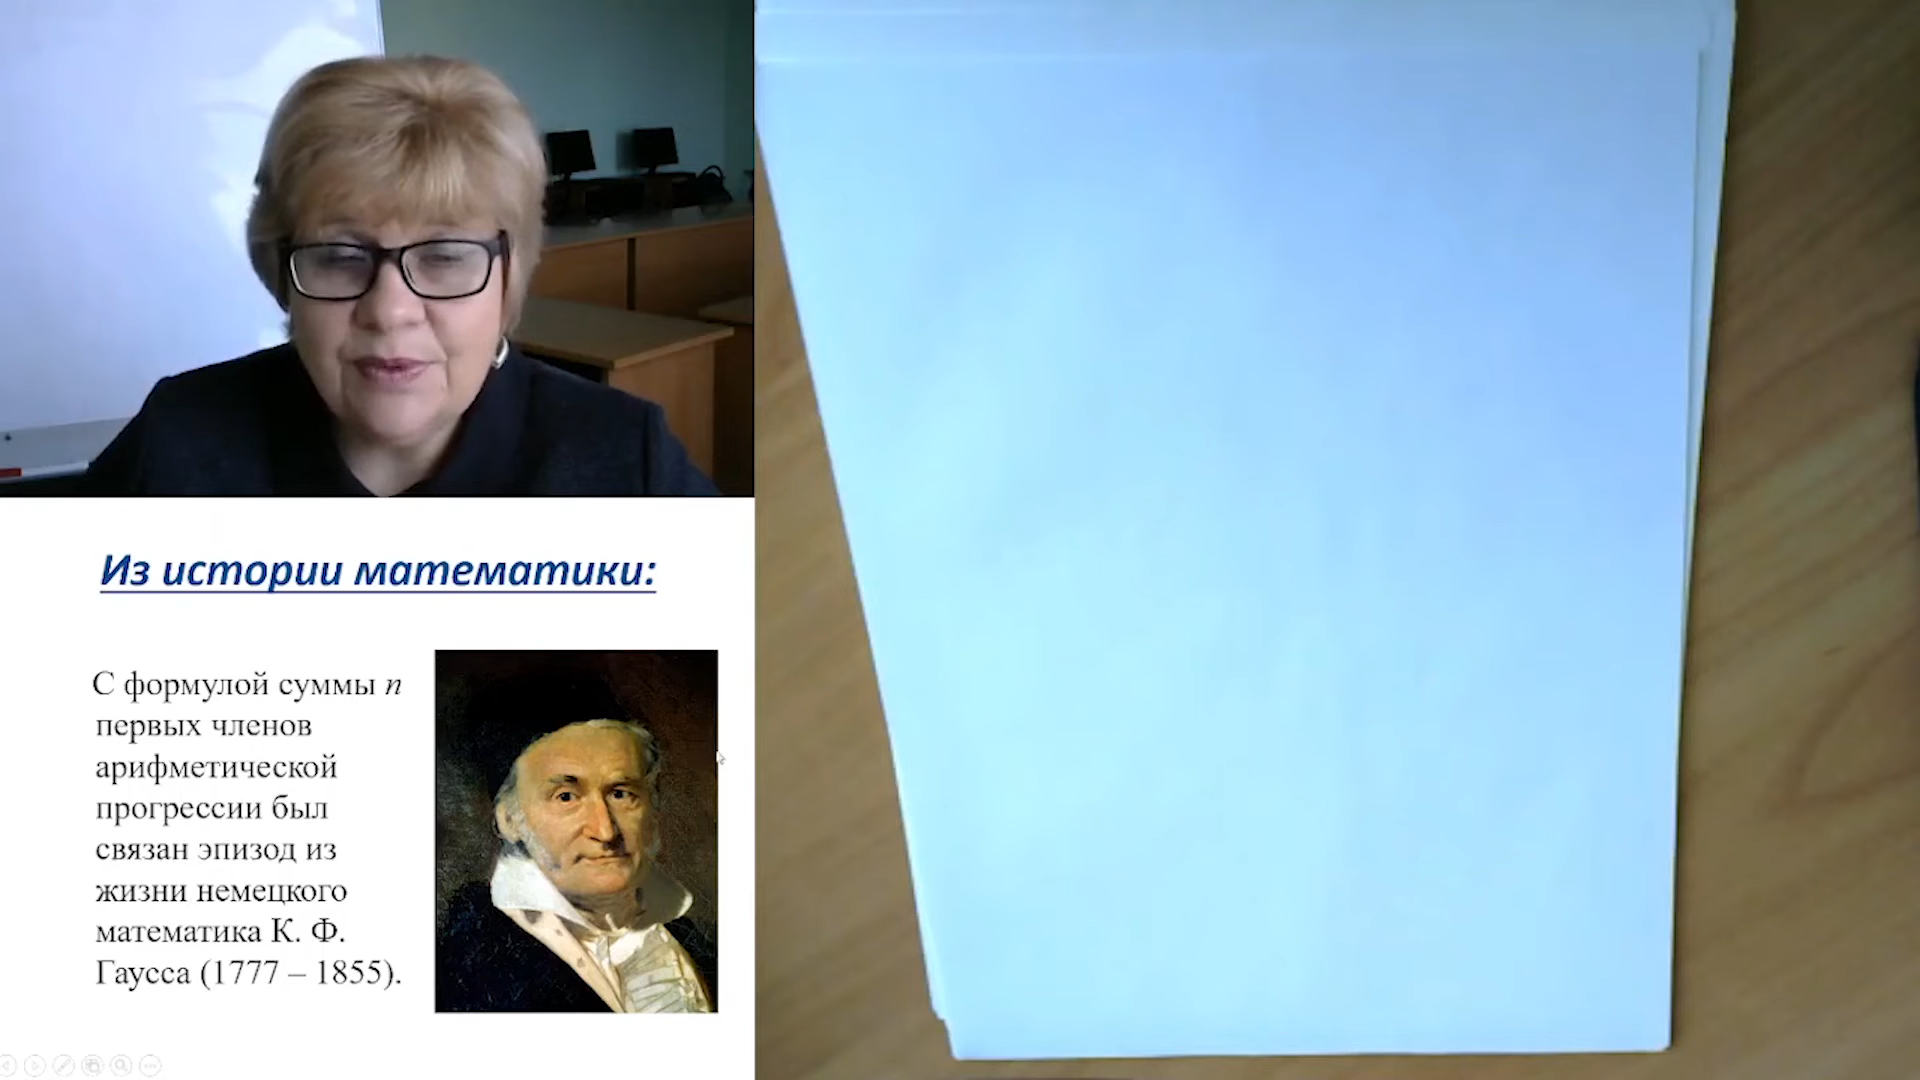 Из истории математики:
С формулой суммы n
первых членов
арифметической
прогрессии был
связан эпизод из
жизни немецкого
математика К. Ф.
Гаусса (1777 – 1855).